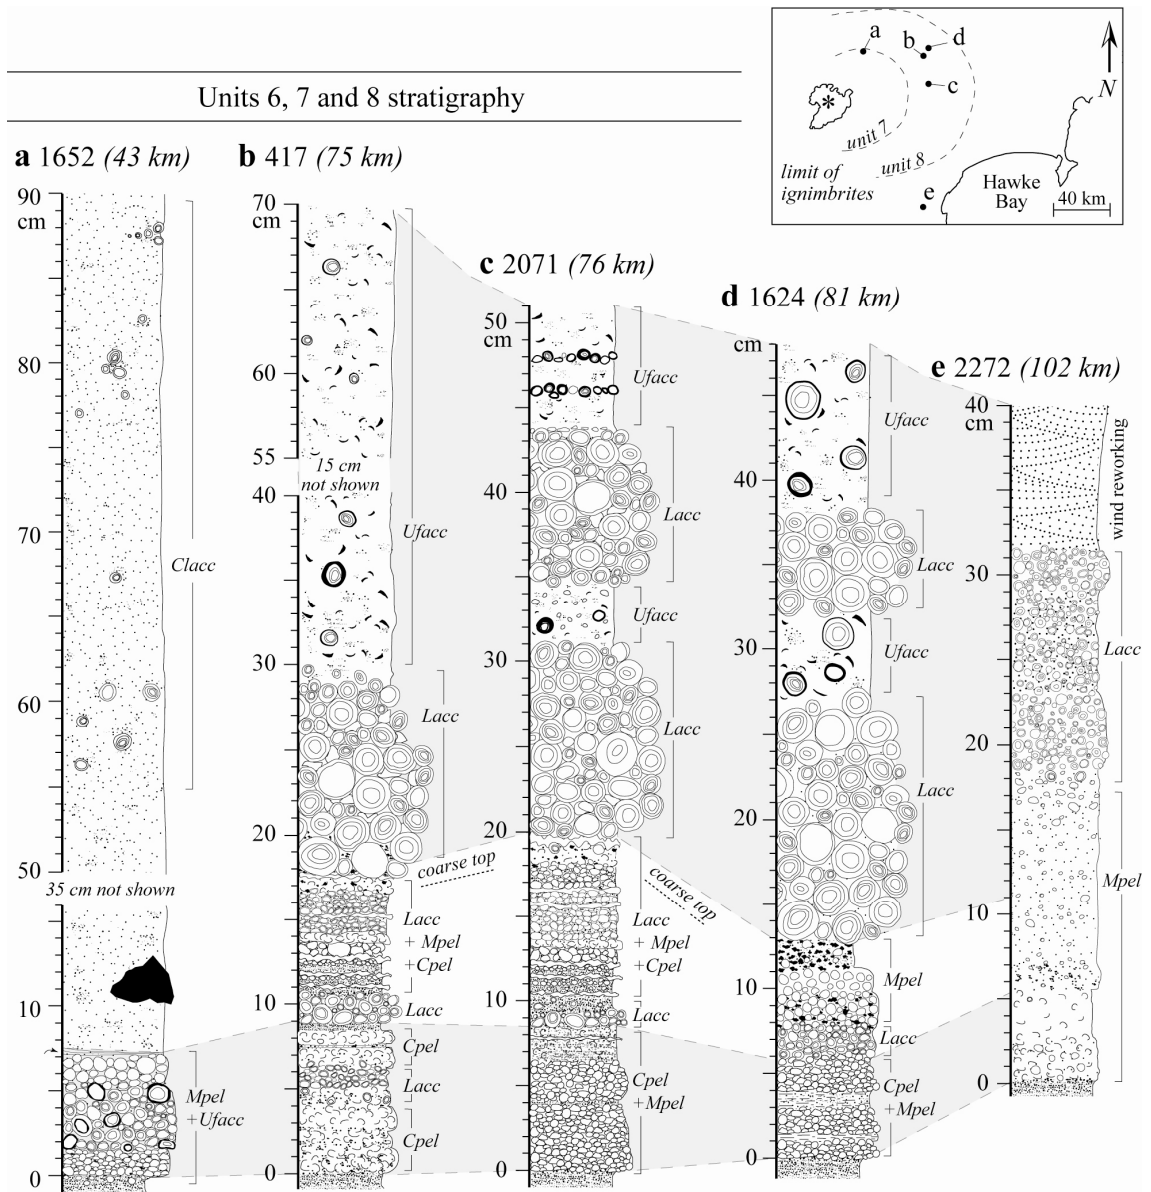 Units 6, 7 and 8 stratigraphy
a
b
d
c
e
N
*
unit 7
unit 8
limit of
ignimbrites
Hawke
Bay
40 km
a 1652 (43 km)
90
cm
80
70
60
50
35 cm not shown
10
0
Clacc
Mpel
+Ufacc
b 417 (75 km)
70
cm
60
55
15 cm
not shown
40
30
20
10
0
Ufacc
Lacc
coarse top
Lacc
+ Mpel
+Cpel
Lacc
Cpel
Lacc
Cpel
c 2071 (76 km)
50
cm
40
30
20
10
0
Ufacc
Lacc
Ufacc
Lacc
coarse top
Lacc
+ Mpel
+Cpel
Lacc
Cpel
+Mpel
d 1624 (81 km)
cm
40
30
20
10
0
Ufacc
Lacc
Ufacc
Lacc
Mpel
Lacc
Cpel
+Mpel
e 2272 (102 km)
40
cm
30
20
10
0
wind reworking
Lacc
Mpel